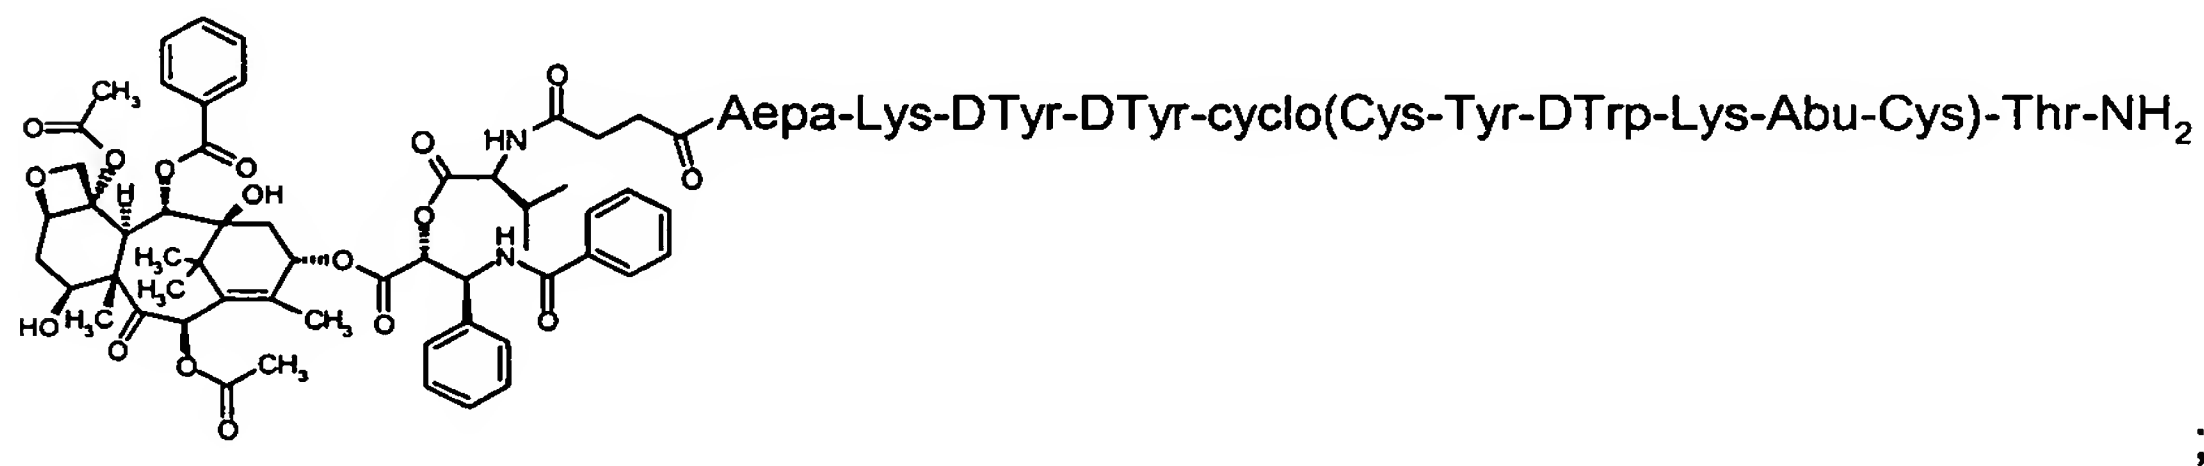 O
CH3
O
HN
Aepa-Lys-DTyr-DTyr-cyclo(Cys-Tyr-DTrp-Lys-Abu-Cys)-Thr-NH2
O
O
O
O
O
O
O
H
OH
O
H3C
H3C
O
H
N
O
O
HO
H3C
O
CH3
O
CH3
O
;